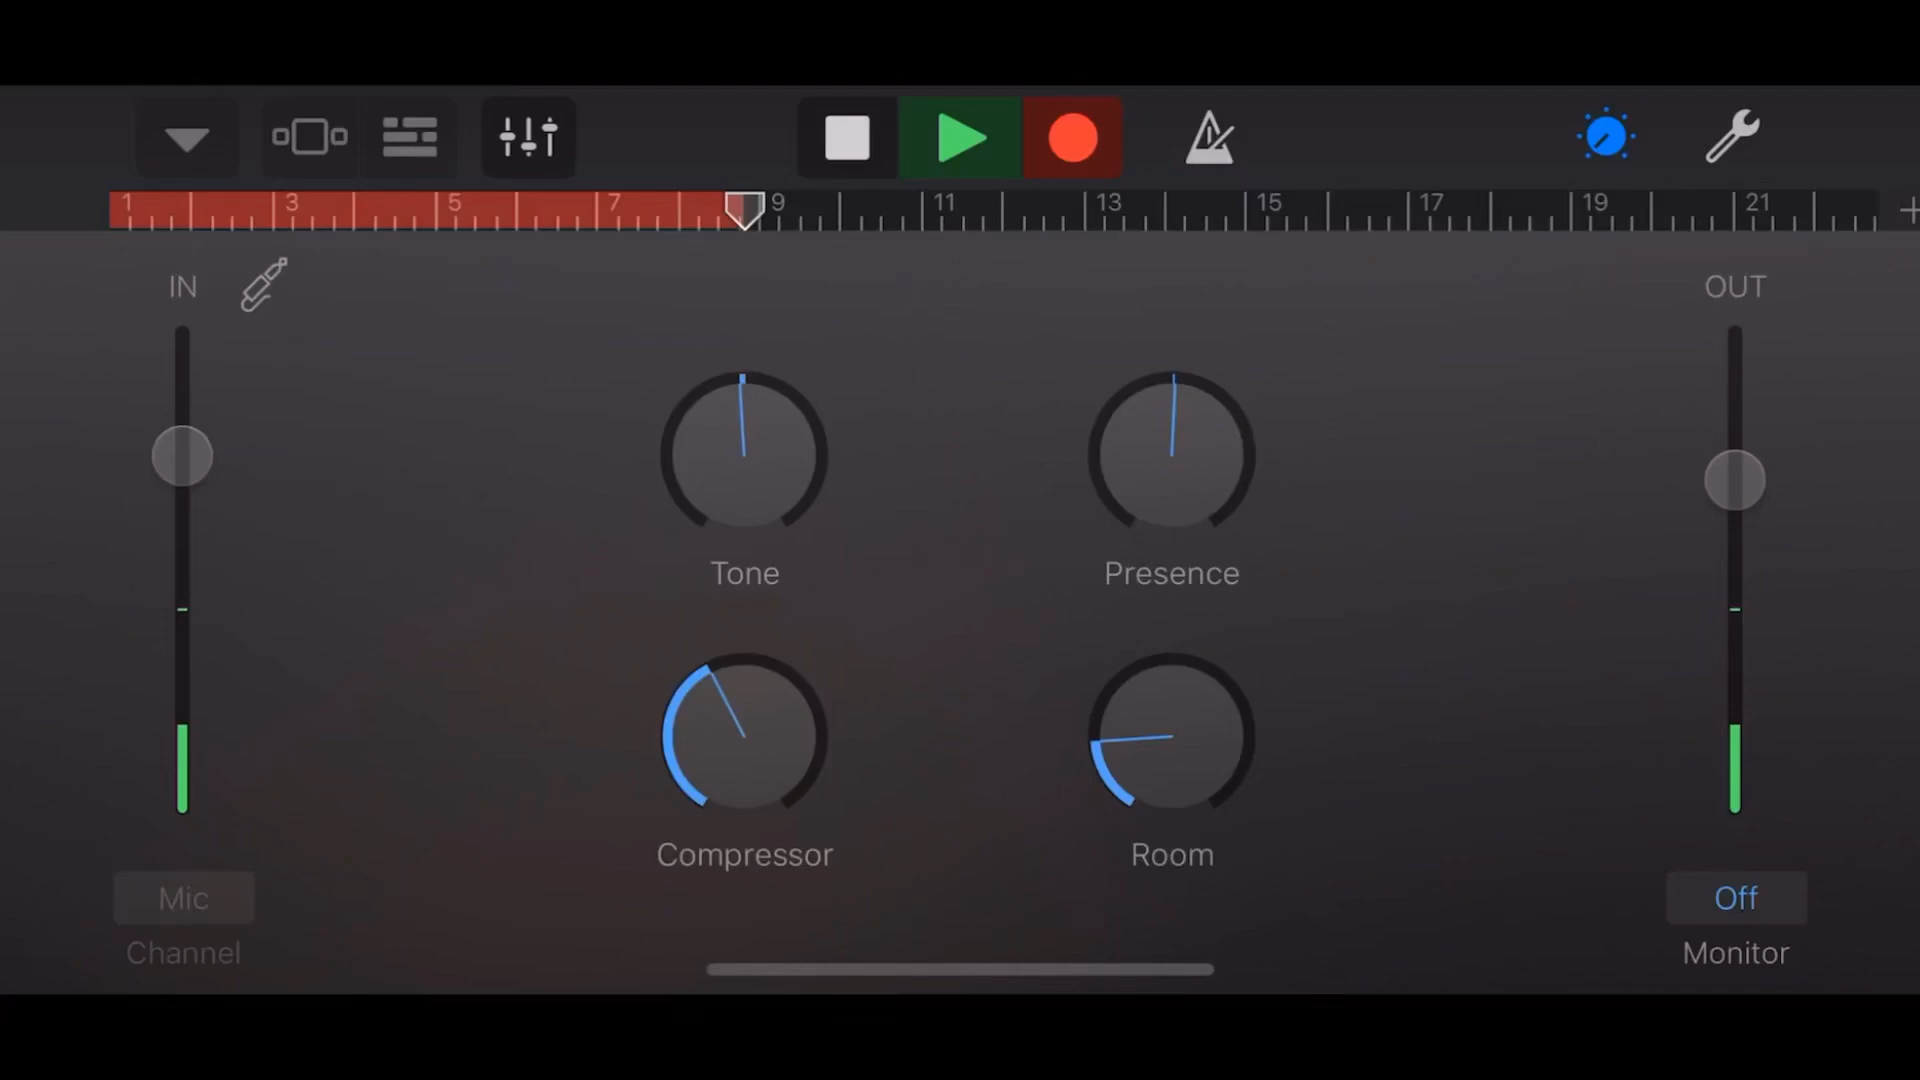 1 3 5 7 9 11 13 15 17 19 21
IN
OUT
Tone
Presence
Compressor
Room
Mic
Channel
Off
Monitor